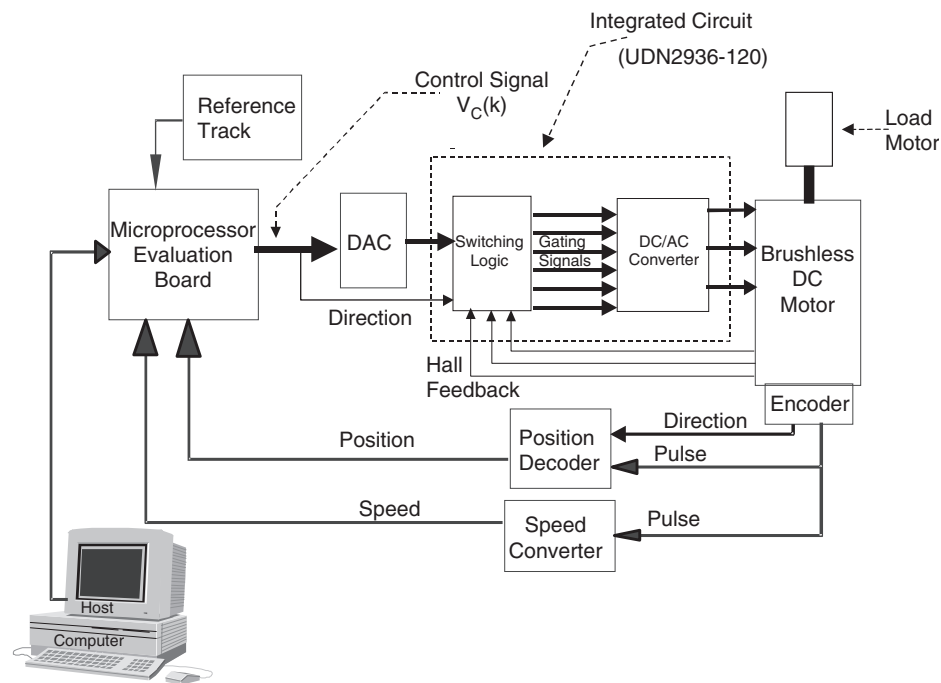 Integrated Circuit
(UDN2936-120)
Control Signal
V_C(k)
Reference
Track
Load
Motor
Microprocessor
Evaluation
Board
DAC
Switching
Logic
Gating
Signals
DC/AC
Converter
Brushless
DC
Motor
Direction
Hall
Feedback
Encoder
Direction
Position
Position
Decoder
Pulse
Speed
Speed
Converter
Pulse
Host
Computer